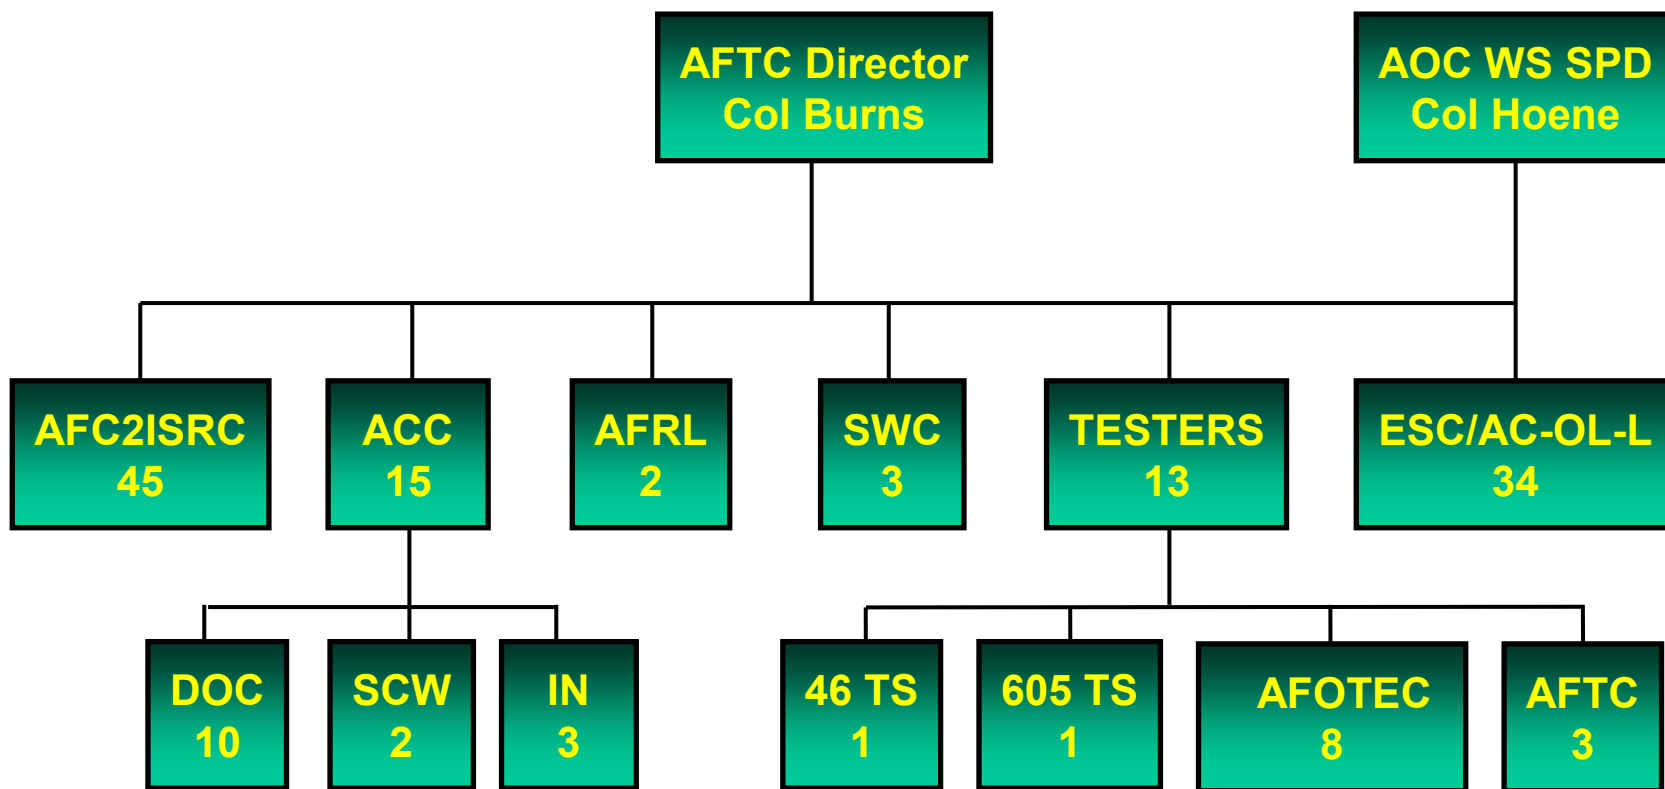 AFTC Director
Col Burns
AOC WS SPD
Col Hoene
AFC2ISRC
45
ACC
15
AFRL
2
SWC
3
TESTERS
13
ESC/AC-OL-L
34
DOC
10
SCW
2
IN
3
46 TS
1
605 TS
1
AFOTEC
8
AFTC
3